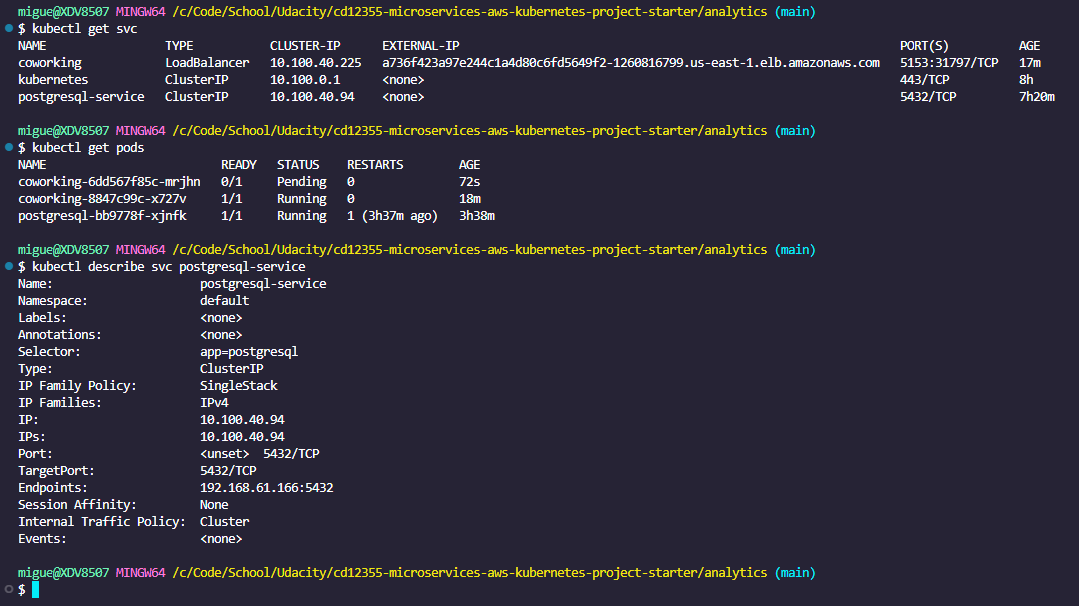 migue@XDV8507 MINGW64 /c/Code/School/Udacity/cd12355-microservices-aws-kubernetes-project-starter/analytics (main)
$ kubectl get svc
NAME TYPE CLUSTER-IP EXTERNAL-IP PORT(S) AGE
coworking LoadBalancer 10.100.40.225 a736f423a97e244c1a4d80c6fd5649f2-1260816799.us-east-1.elb.amazonaws.com 5153:31797/TCP 17m
kubernetes ClusterIP 10.100.0.1 <none> 443/TCP 8h
postgresql-service ClusterIP 10.100.40.94 <none> 5432/TCP 7h20m
migue@XDV8507 MINGW64 /c/Code/School/Udacity/cd12355-microservices-aws-kubernetes-project-starter/analytics (main)
$ kubectl get pods
NAME READY STATUS RESTARTS AGE
coworking-6dd567f85c-mrjhn 0/1 Pending 0 72s
coworking-8847c99c-x727v 1/1 Running 0 18m
postgresql-bb9778f-xjnfk 1/1 Running 1 (3h37m ago) 3h38m
migue@XDV8507 MINGW64 /c/Code/School/Udacity/cd12355-microservices-aws-kubernetes-project-starter/analytics (main)
$ kubectl describe svc postgresql-service
Name: postgresql-service
Namespace: default
Labels: <none>
Annotations: <none>
Selector: app=postgresql
Type: ClusterIP
IP Family Policy: SingleStack
IP Families: IPv4
IP: 10.100.40.94
IPs: 10.100.40.94
Port: <unset> 5432/TCP
TargetPort: 5432/TCP
Endpoints: 192.168.61.166:5432
Session Affinity: None
Internal Traffic Policy: Cluster
Events: <none>
migue@XDV8507 MINGW64 /c/Code/School/Udacity/cd12355-microservices-aws-kubernetes-project-starter/analytics (main)
$